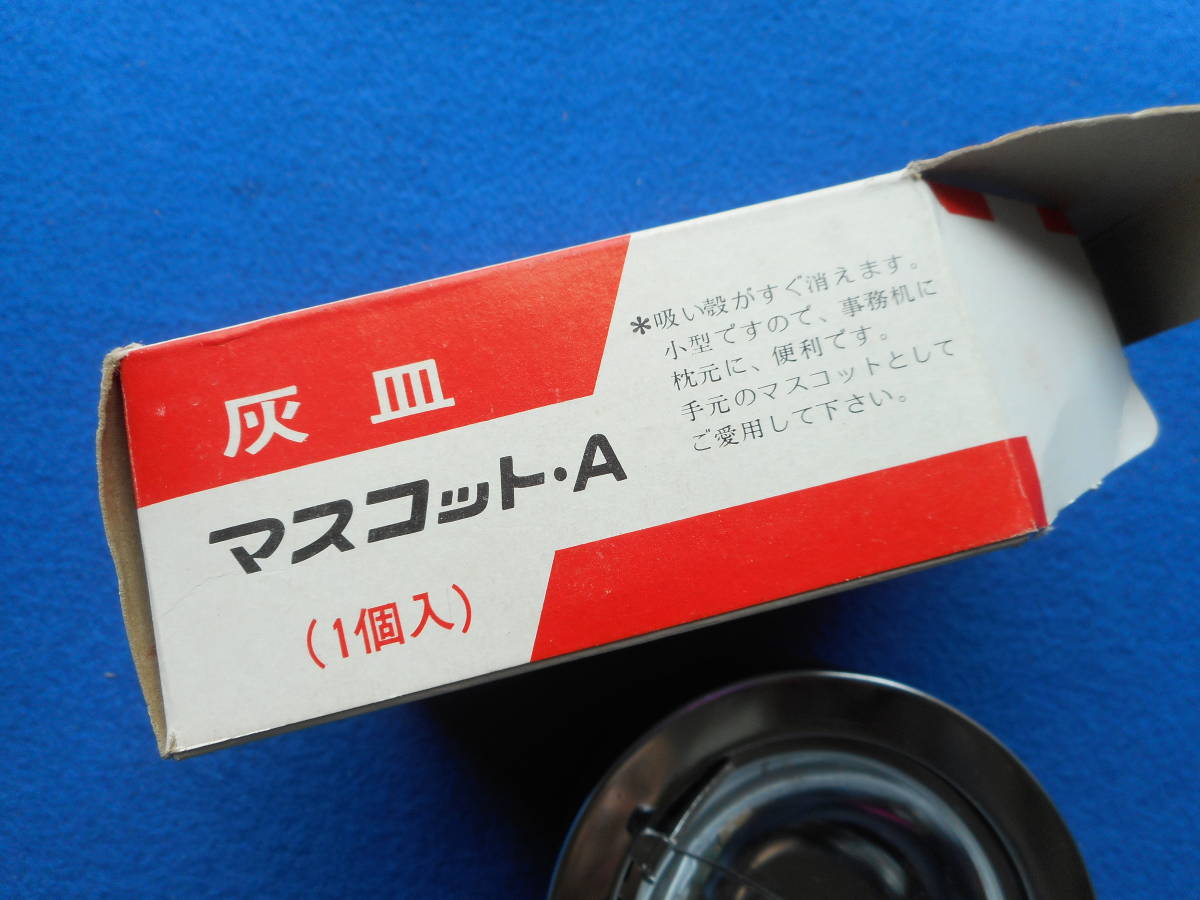 灰皿
マスコット・A
(1個入)
*吸い殻がすぐ消えます。
小型ですので、事務机に
枕元に、便利です。
手元のマスコットとして
ご愛用して下さい。